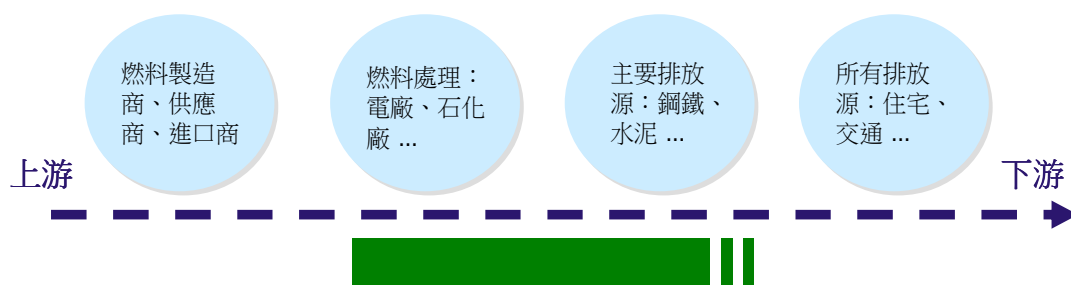 燃料製造
商、供應
商、進口商
燃料處理：
電廠、石化
廠 ...
主要排放
源：鋼鐵、
水泥 ...
所有排放
源：住宅、
交通 ...
上游
下游